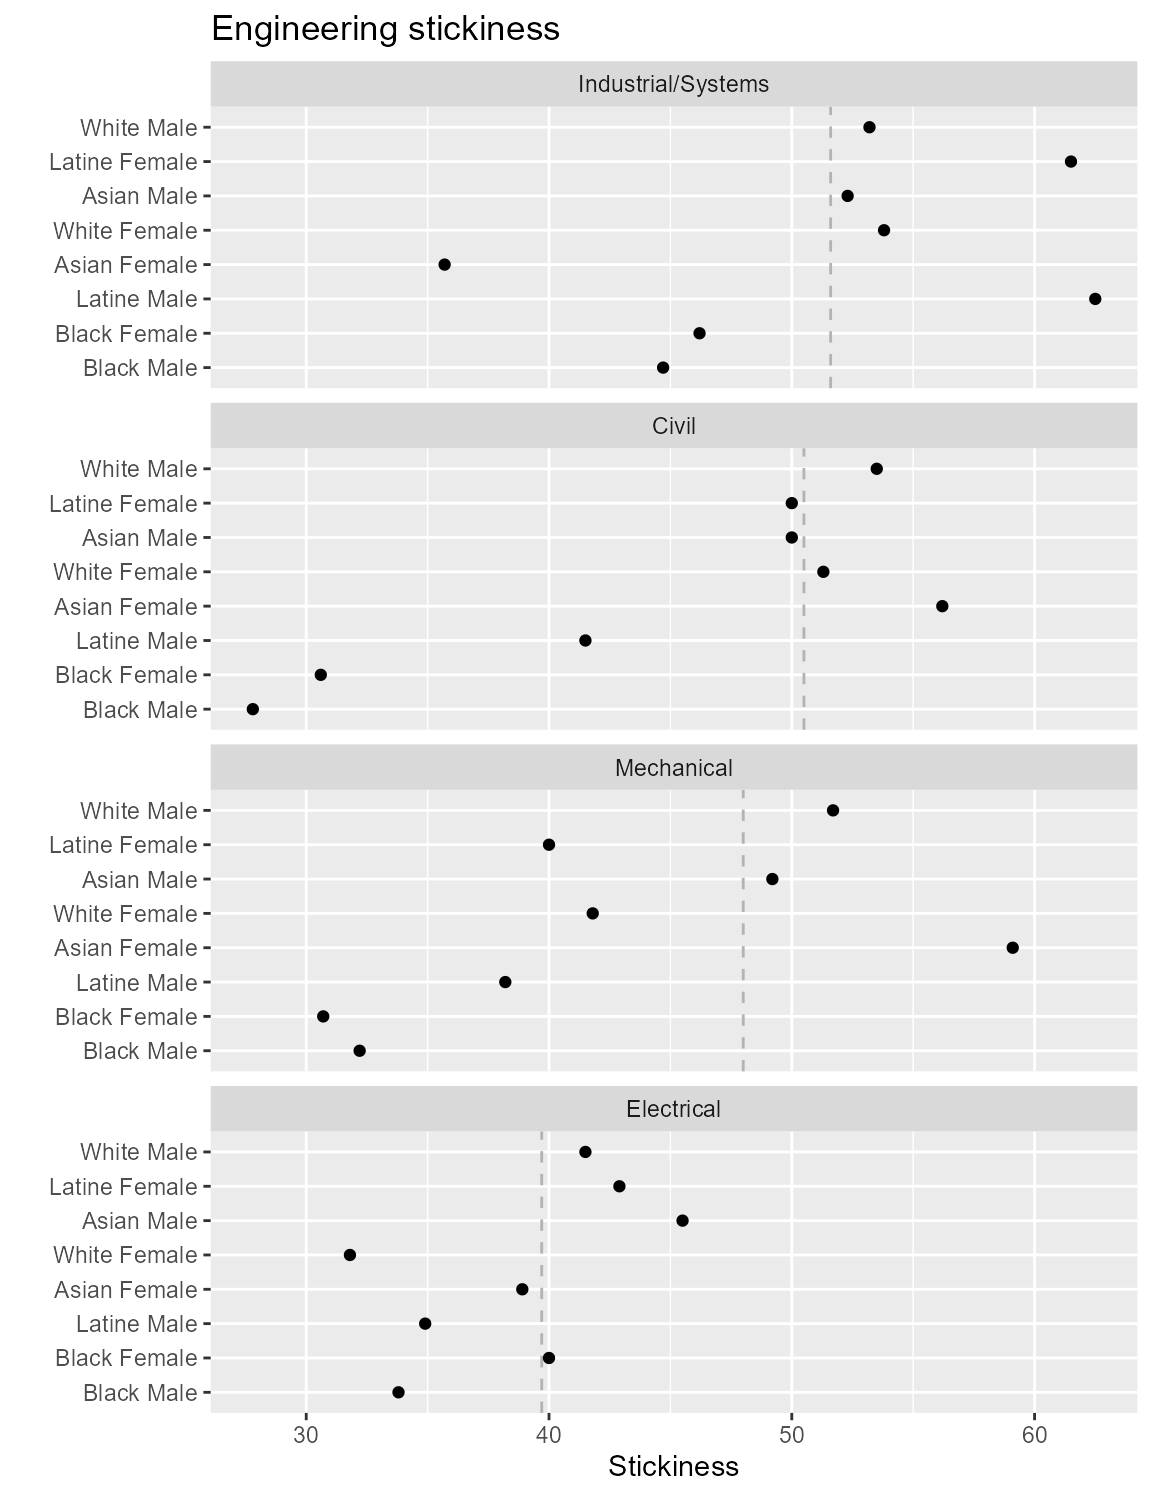 Engineering stickiness
Industrial/Systems
White Male
Latine Female
Asian Male
White Female
Asian Female
Latine Male
Black Female
Black Male
Civil
White Male
Latine Female
Asian Male
White Female
Asian Female
Latine Male
Black Female
Black Male
Mechanical
White Male
Latine Female
Asian Male
White Female
Asian Female
Latine Male
Black Female
Black Male
Electrical
White Male
Latine Female
Asian Male
White Female
Asian Female
Latine Male
Black Female
Black Male
30 40 50 60
Stickiness